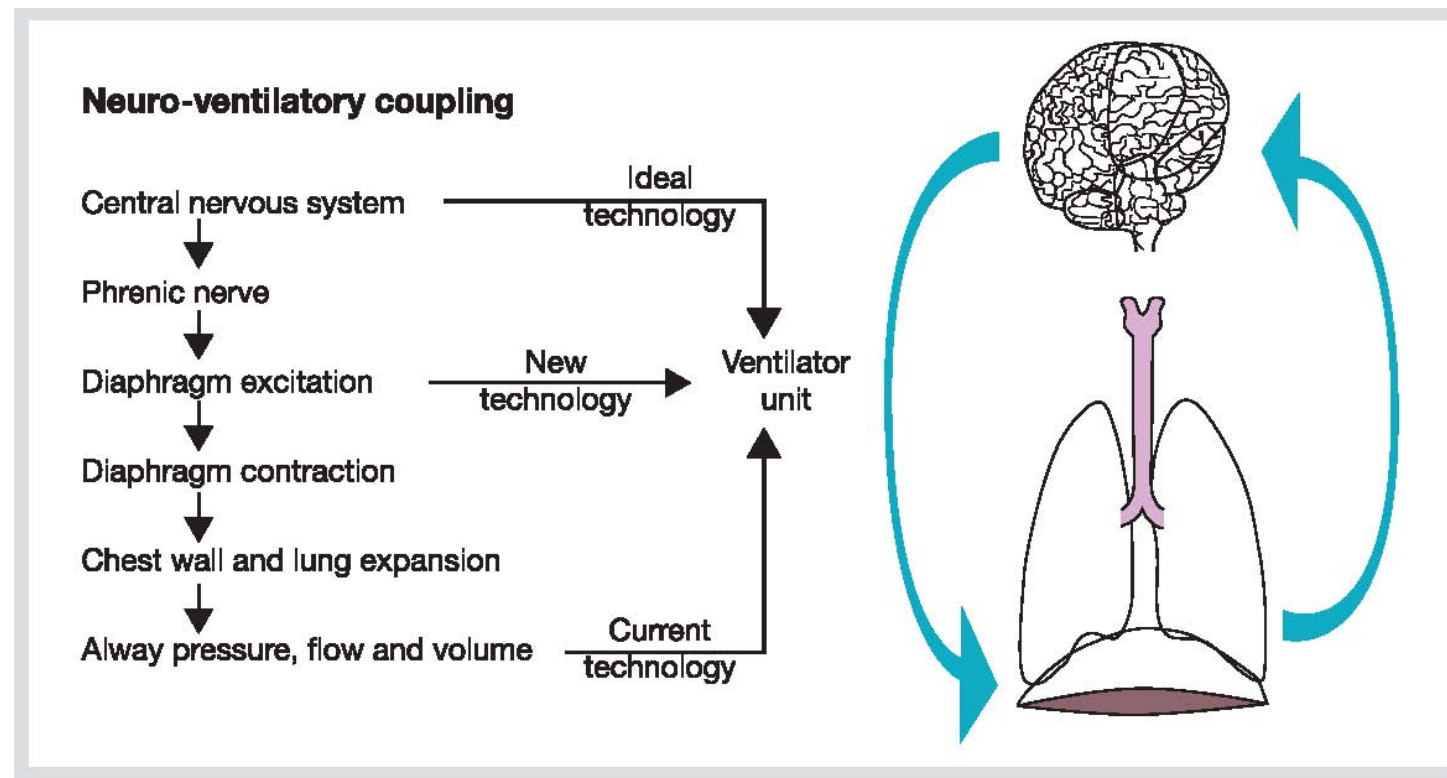 Neuro-ventilatory coupling
Central nervous system
Ideal
technology
Phrenic nerve
Diaphragm excitation
New
technology
Ventilator
unit
Diaphragm contraction
Chest wall and lung expansion
Alway pressure, flow and volume
Current
technology